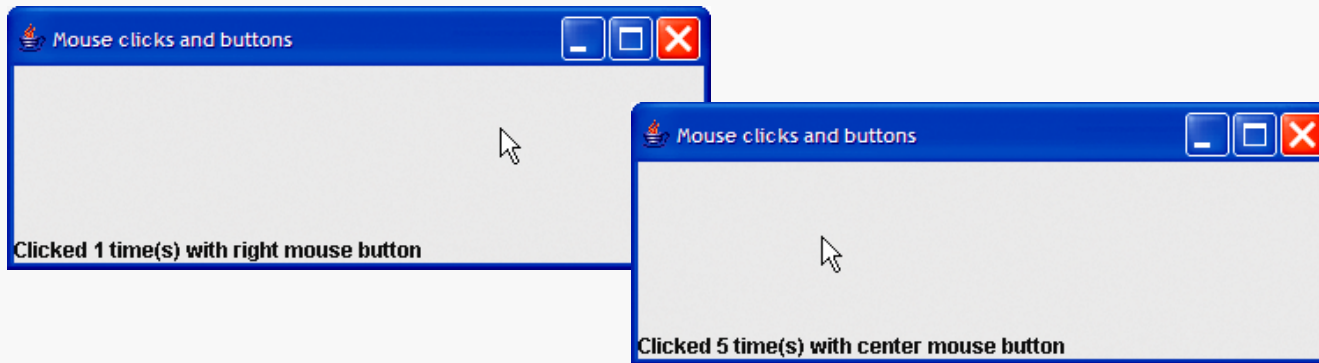 Mouse clicks and buttons
Clicked 1 time(s) with right mouse button
Mouse clicks and buttons
Clicked 5 time(s) with center mouse button